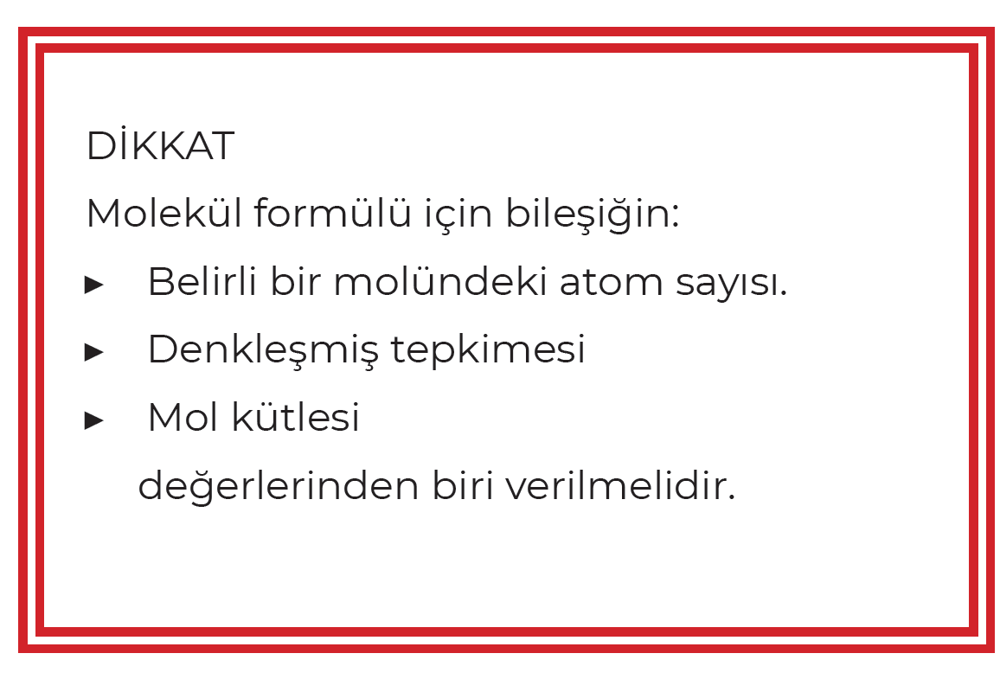 DİKKAT
Molekül formülü için bileşiğin:
► Belirli bir molündeki atom sayısı.
► Denkleşmiş tepkimesi
► Mol kütlesi
değerlerinden biri verilmelidir.